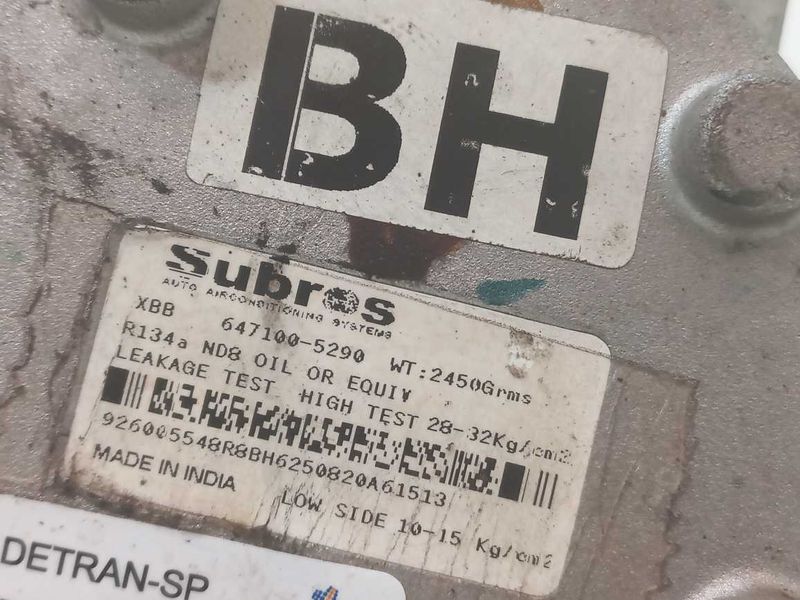 BH
Subros
AUTO AIRCONDITIONING SYSTEMS
XBB 647100-5290 WT:2450Grms
R134a ND8 OIL OR EQUIV
LEAKAGE TEST HIGH TEST 28-32Kg/cm2
926005548R8BH6250820A61513
MADE IN INDIA LOW SIDE 10-15 Kg/cm2
DETRAN-SP